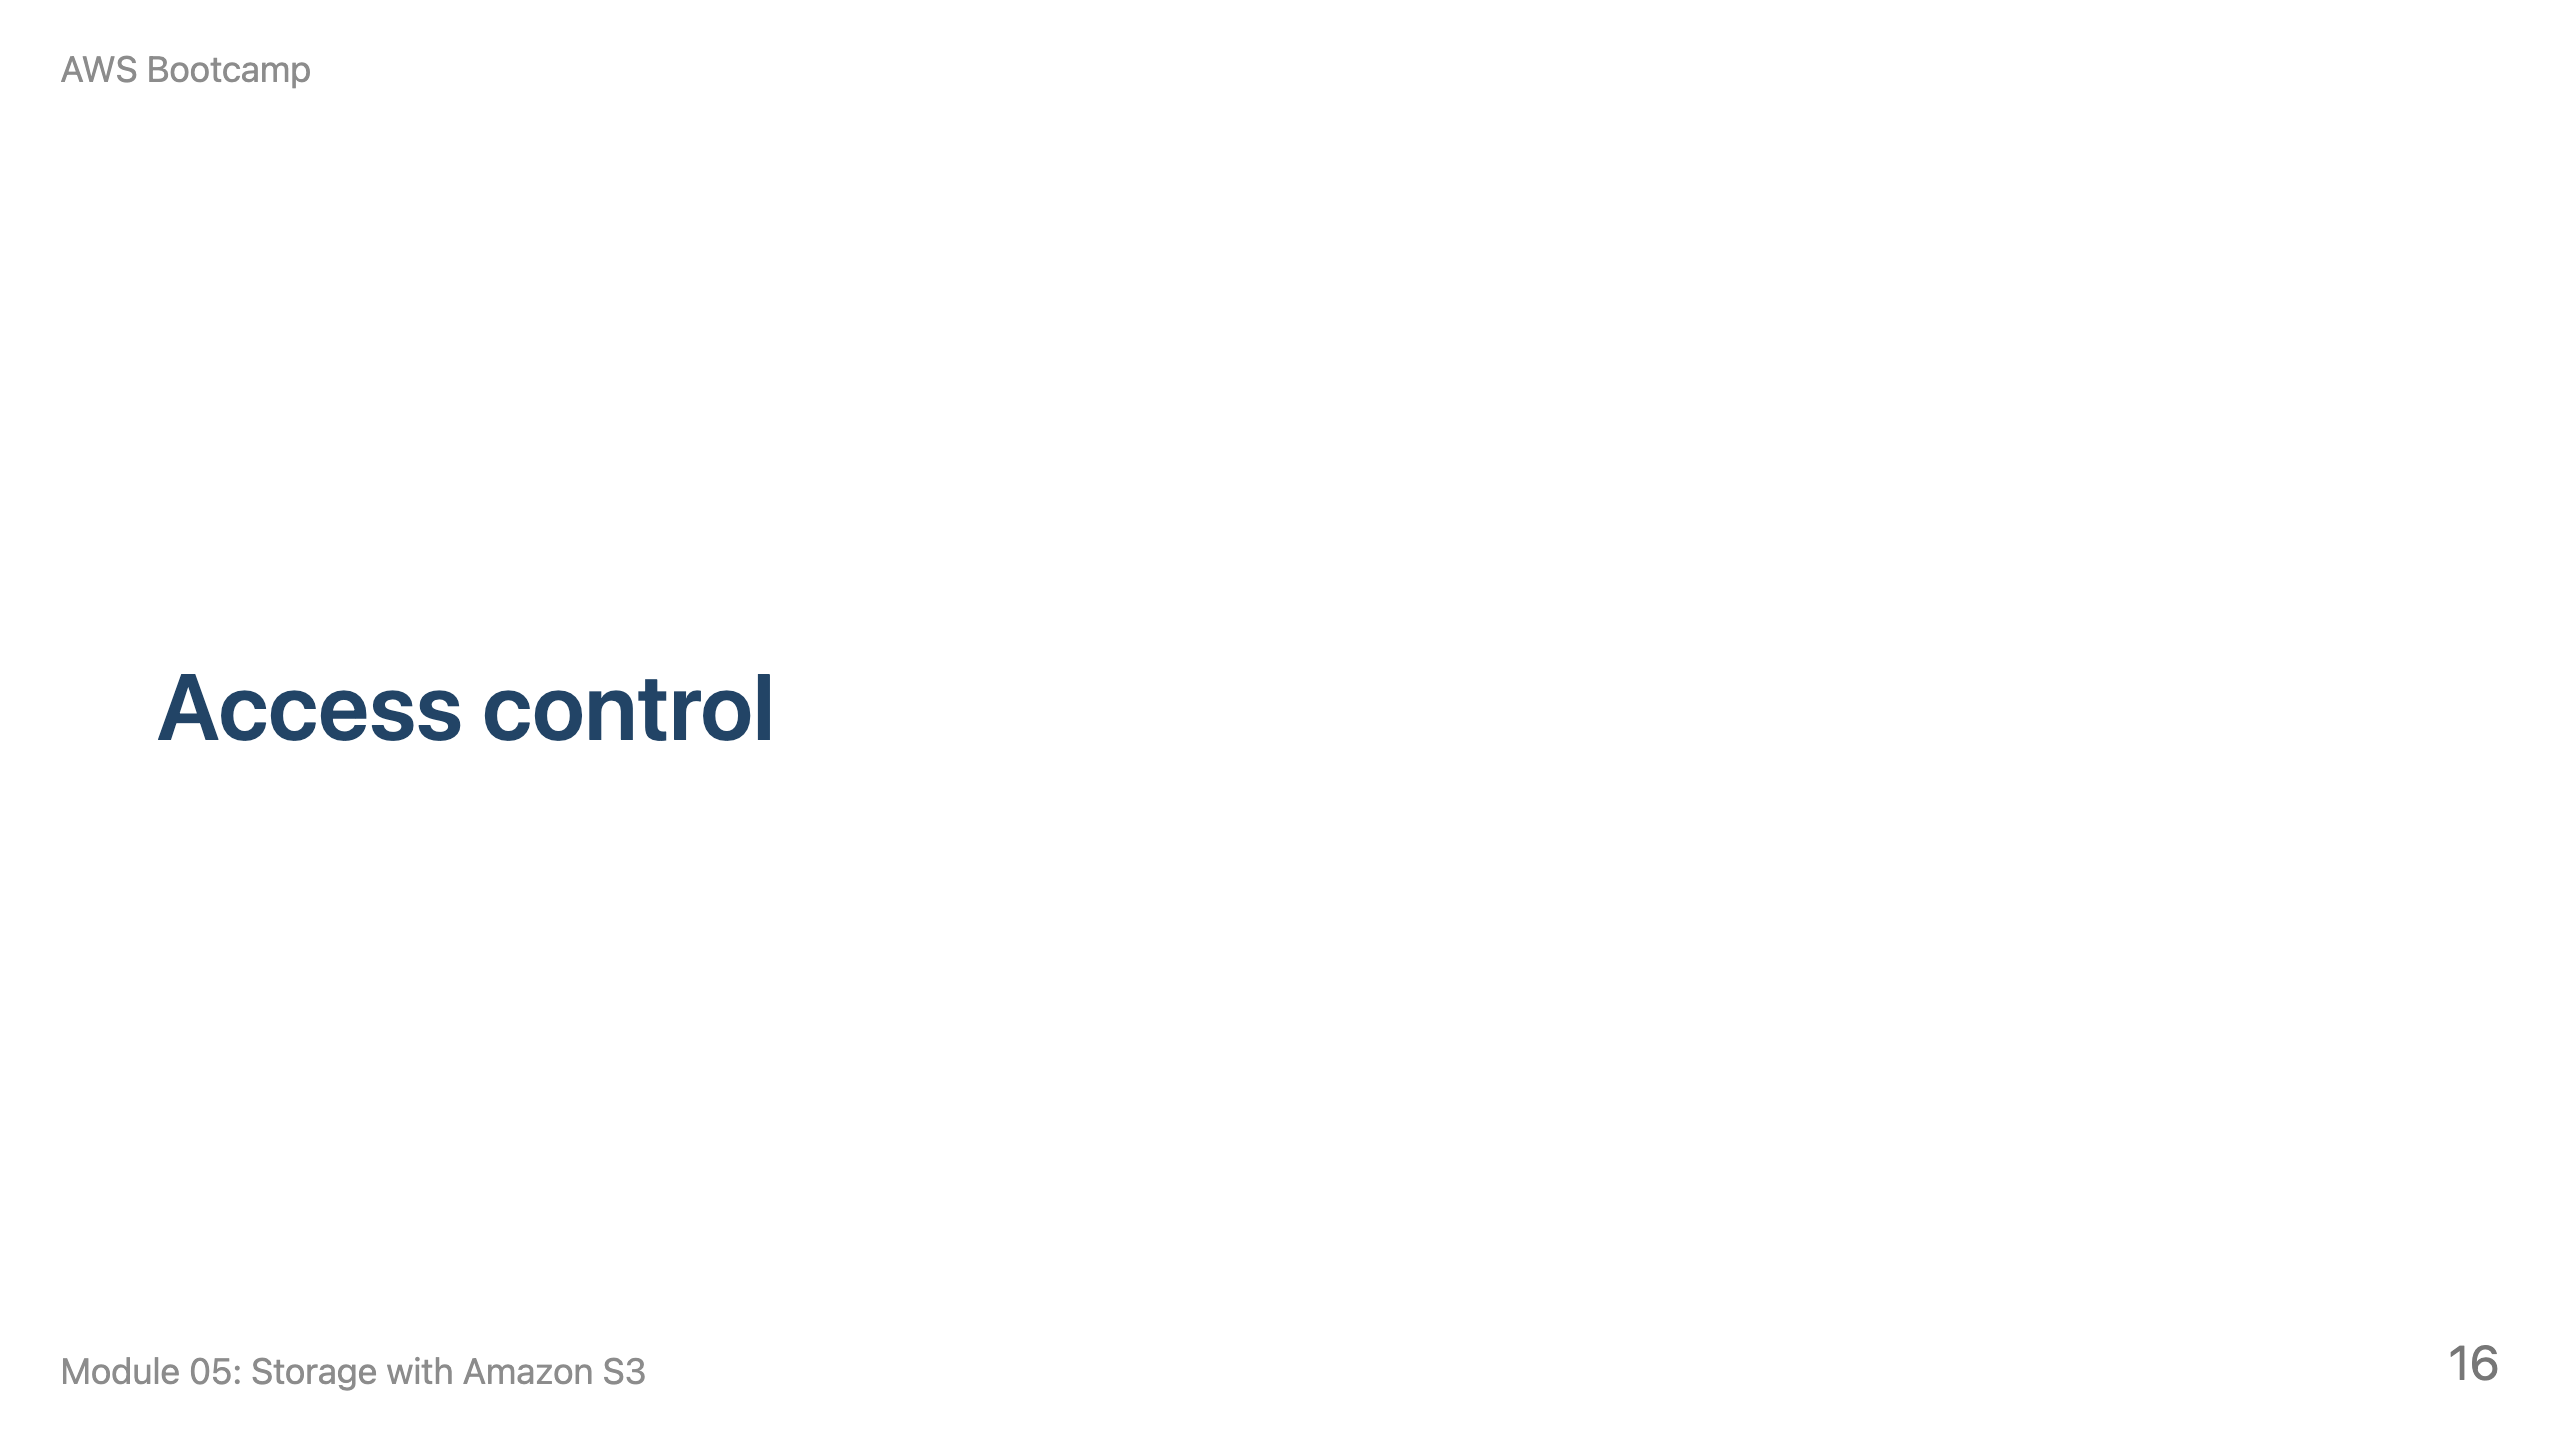 AWS Bootcamp
Access control
Module 05: Storage with Amazon S3
16